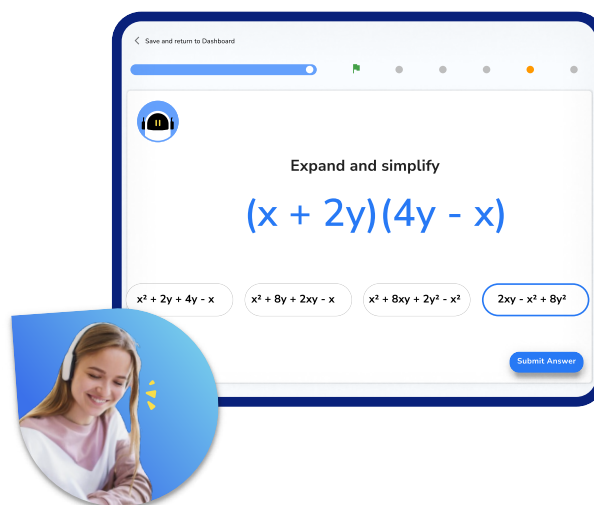 Save and return to Dashboard
Expand and simplify
(x + 2y)(4y - x)
x² + 2y + 4y - x
x² + 8y + 2xy - x
x² + 8xy + 2y² - x²
2xy - x² + 8y²
Submit Answer